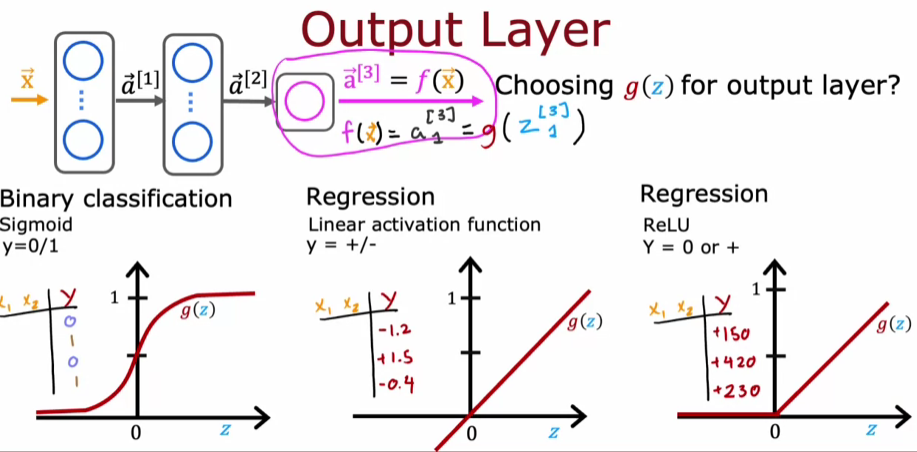 Output Layer
x⃗ a⃗[1] a⃗[2] a⃗[3] = f(x⃗) Choosing g(z) for output layer?
f(x⃗) = a₁[3] = g(z₁[3])
Binary classification
Sigmoid
y=0/1
x₁ x₂ y
0
1
0
1
1
g(z)
0
z
Regression
Linear activation function
y = +/-
x₁ x₂ y
-1.2
+1.5
-0.4
1
g(z)
0
z
Regression
ReLU
Y = 0 or +
x₁ x₂ y
+150
+420
+230
1
g(z)
0
z